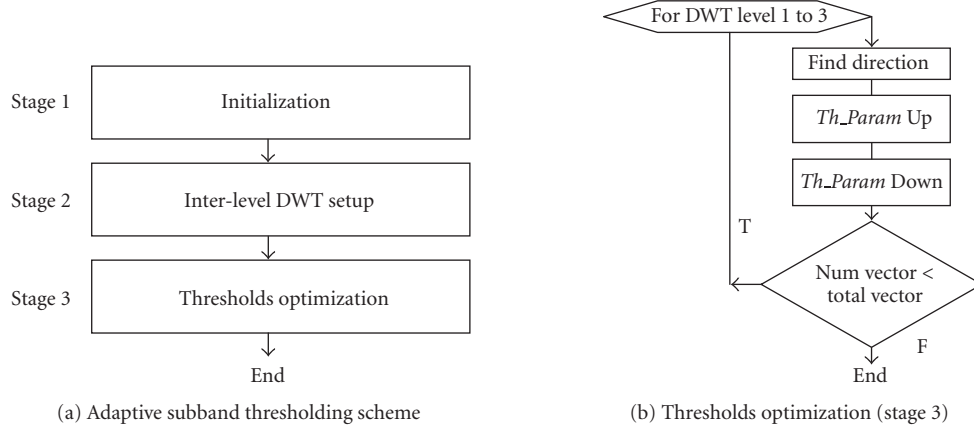 Stage 1
Initialization
Stage 2
Inter-level DWT setup
Stage 3
Thresholds optimization
End
(a) Adaptive subband thresholding scheme
For DWT level 1 to 3
Find direction
Th_Param Up
Th_Param Down
T
Num vector <
total vector
F
End
(b) Thresholds optimization (stage 3)